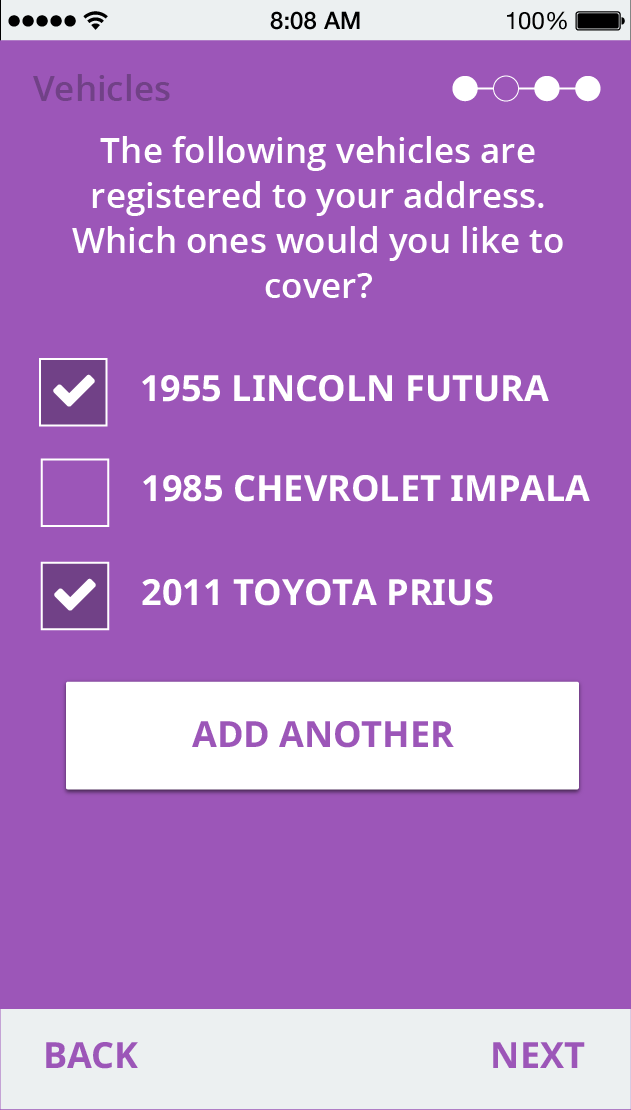 8:08 AM 100%
Vehicles
The following vehicles are
registered to your address.
Which ones would you like to
cover?
1955 LINCOLN FUTURA
1985 CHEVROLET IMPALA
2011 TOYOTA PRIUS
ADD ANOTHER
BACK NEXT